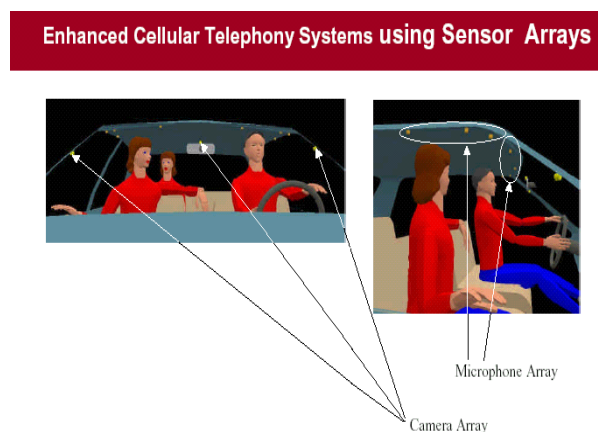 Enhanced Cellular Telephony Systems using Sensor Arrays
Microphone Array
Camera Array